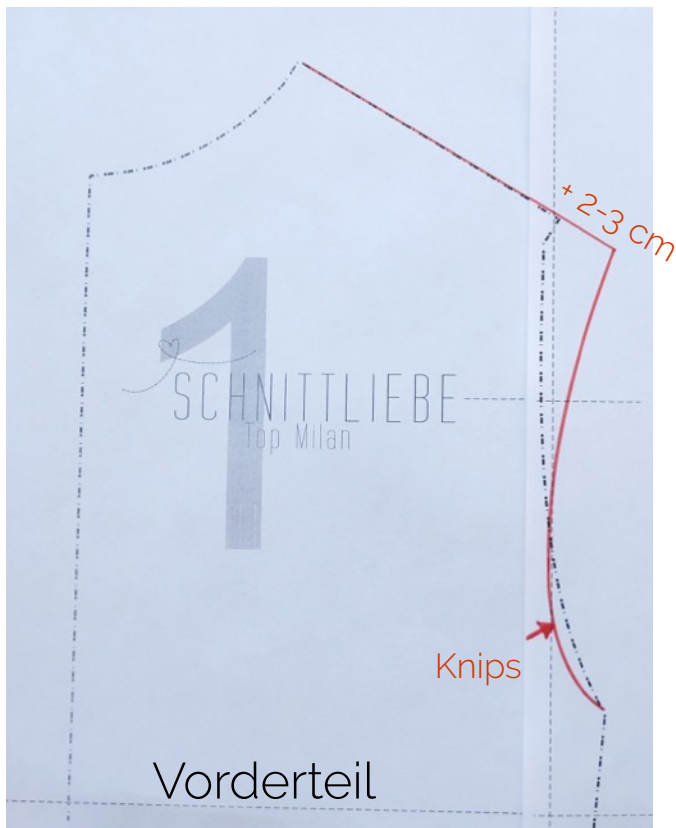 + 2-3 cm
1
SCHNITTLIEBE
Top Milan
Knips
Vorderteil